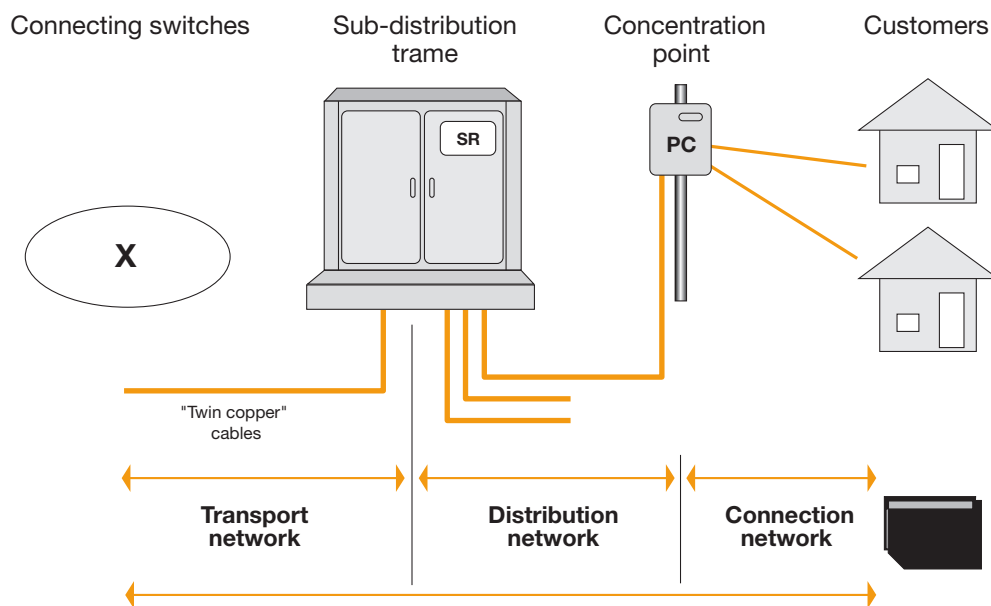 Connecting switches
Sub-distribution
trame
Concentration
point
Customers
SR
PC
X
"Twin copper"
cables
Transport
network
Distribution
network
Connection
network